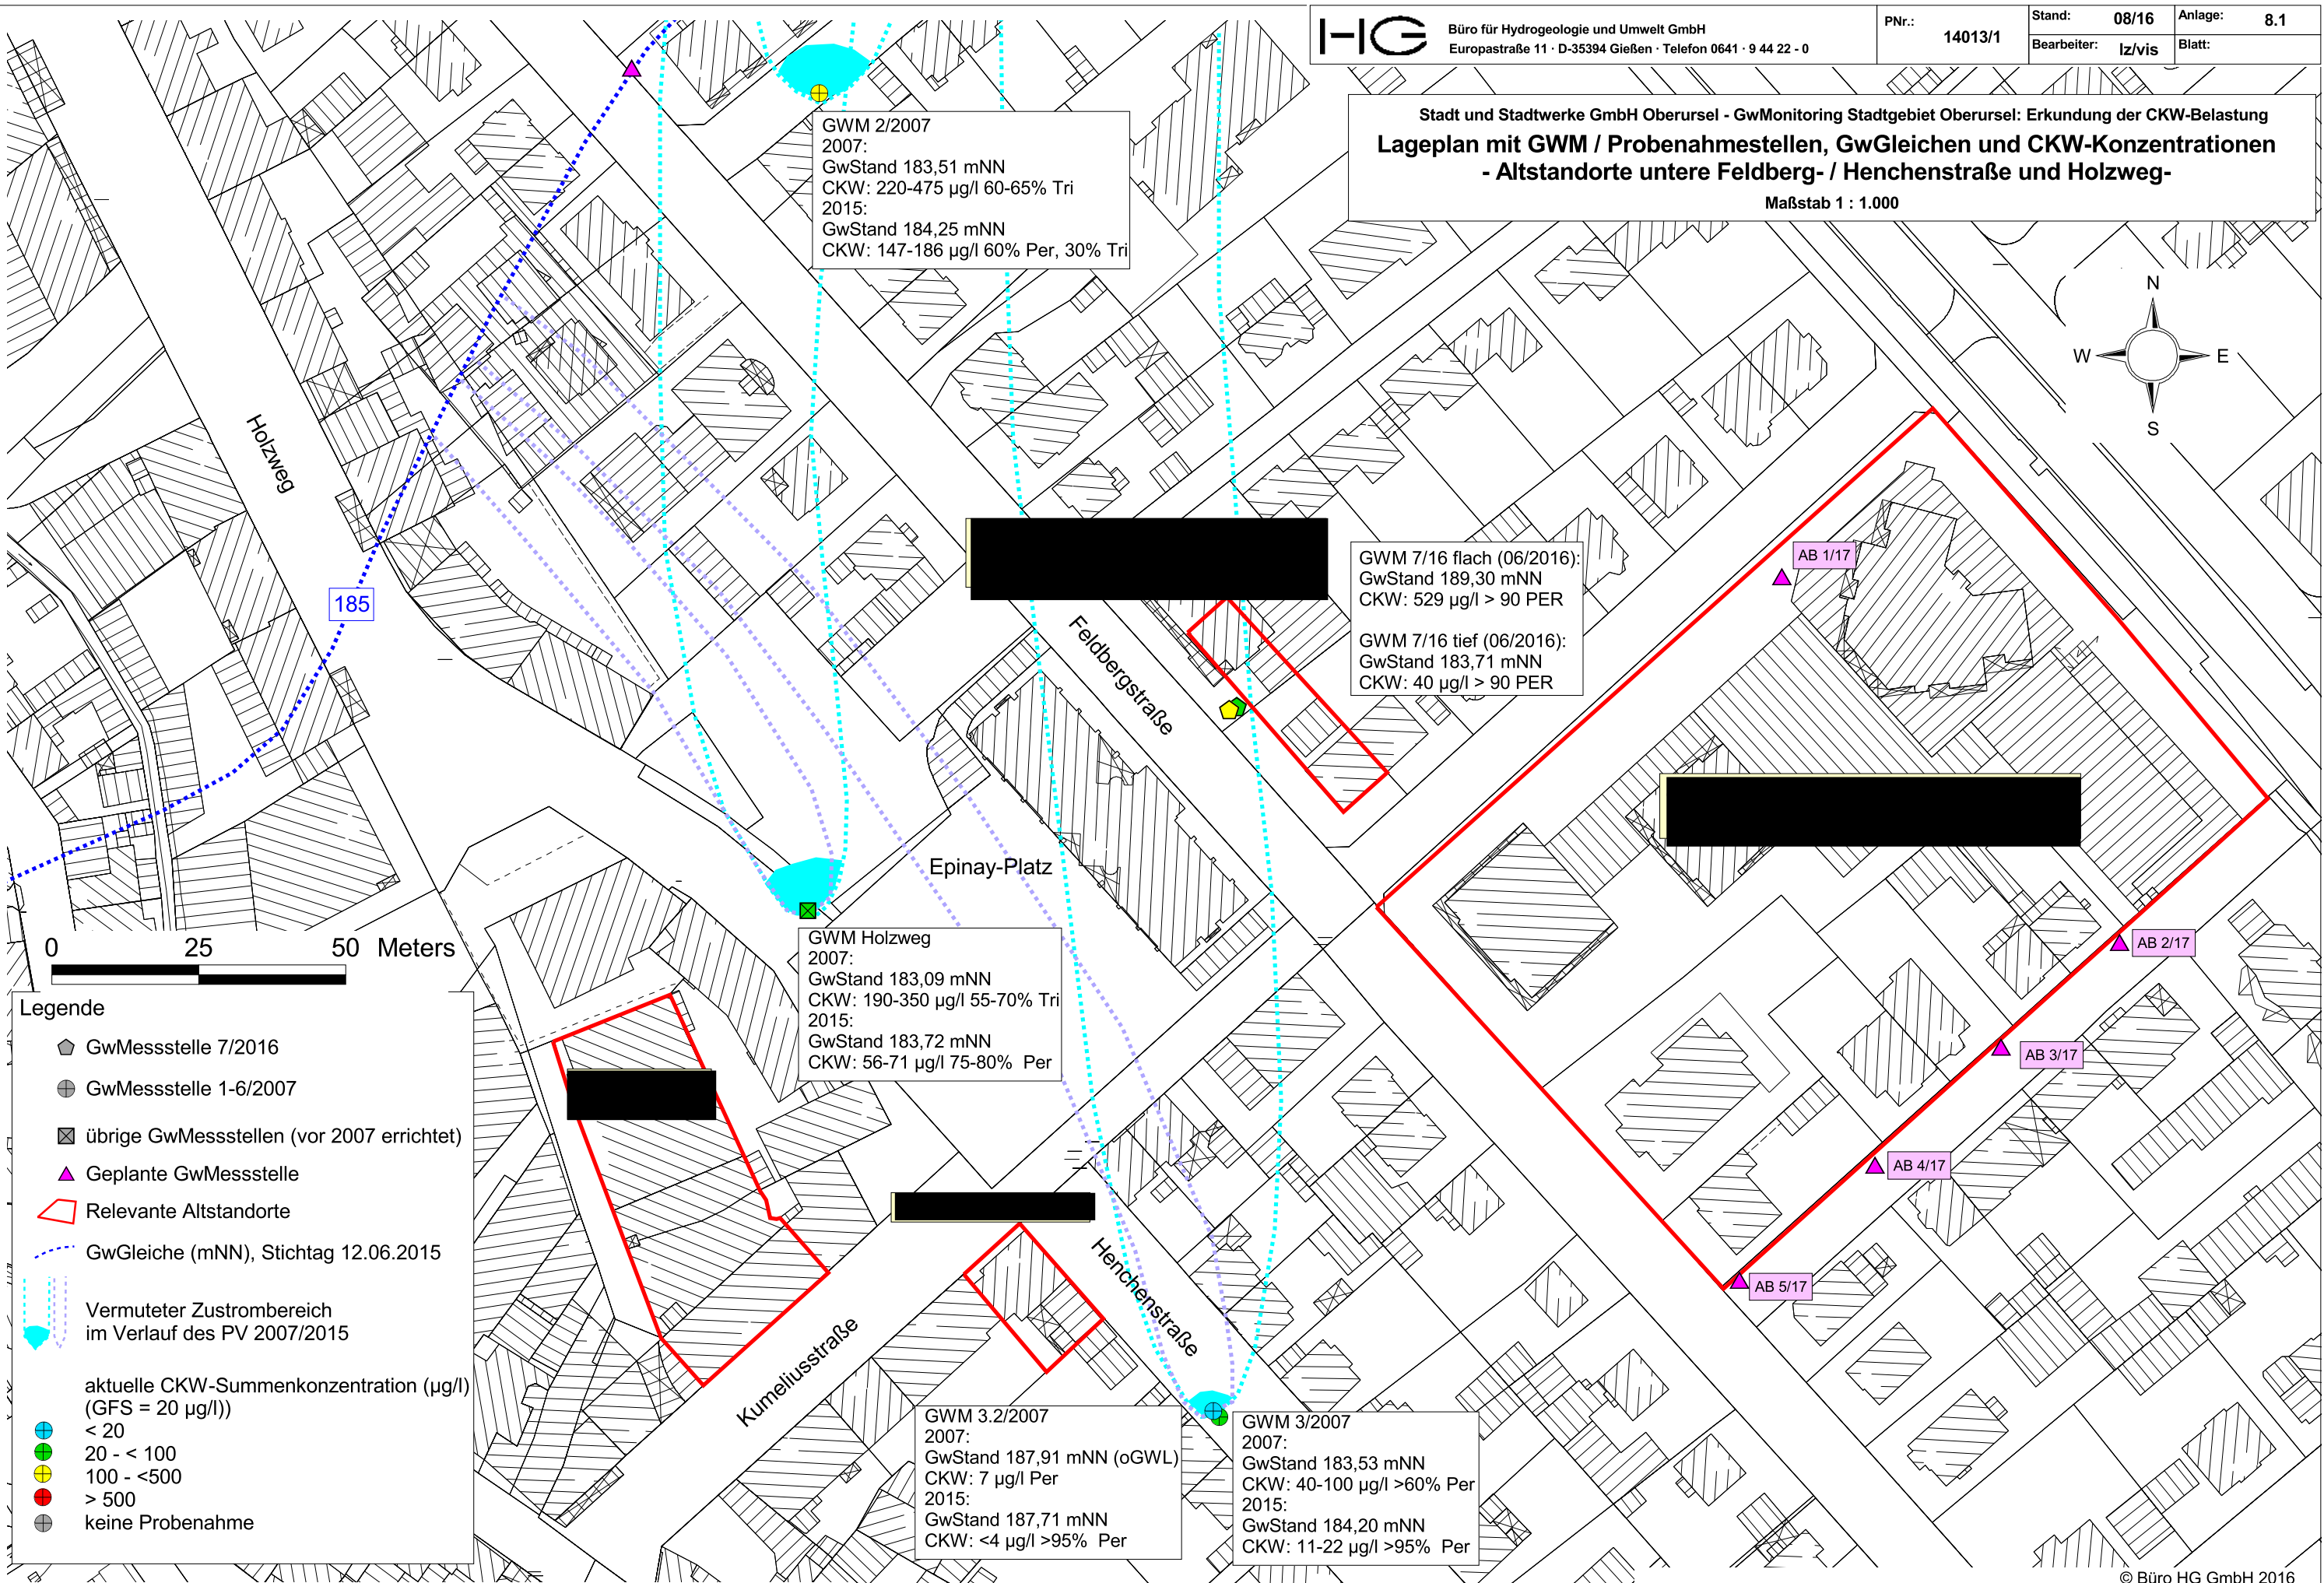 HG
Büro für Hydrogeologie und Umwelt GmbH
Europastraße 11 · D-35394 Gießen · Telefon 0641 · 9 44 22 - 0
PNr.:
14013/1
Stand: 08/16
Bearbeiter: lz/vis
Anlage: 8.1
Blatt:
Stadt und Stadtwerke GmbH Oberursel - GwMonitoring Stadtgebiet Oberursel: Erkundung der CKW-Belastung
Lageplan mit GWM / Probenahmestellen, GwGleichen und CKW-Konzentrationen
- Altstandorte untere Feldberg- / Henchenstraße und Holzweg-
Maßstab 1 : 1.000
N
W
E
S
GWM 2/2007
2007:
GwStand 183,51 mNN
CKW: 220-475 µg/l 60-65% Tri
2015:
GwStand 184,25 mNN
CKW: 147-186 µg/l 60% Per, 30% Tri
Holzweg
185
Feldbergstraße
GWM 7/16 flach (06/2016):
GwStand 189,30 mNN
CKW: 529 µg/l > 90 PER
GWM 7/16 tief (06/2016):
GwStand 183,71 mNN
CKW: 40 µg/l > 90 PER
AB 1/17
Epinay-Platz
AB 2/17
AB 3/17
AB 4/17
AB 5/17
GWM Holzweg
2007:
GwStand 183,09 mNN
CKW: 190-350 µg/l 55-70% Tri
2015:
GwStand 183,72 mNN
CKW: 56-71 µg/l 75-80% Per
0 25 50 Meters
Legende
GwMessstelle 7/2016
GwMessstelle 1-6/2007
übrige GwMessstellen (vor 2007 errichtet)
Geplante GwMessstelle
Relevante Altstandorte
GwGleiche (mNN), Stichtag 12.06.2015
Vermuteter Zustrombereich
im Verlauf des PV 2007/2015
aktuelle CKW-Summenkonzentration (µg/l)
(GFS = 20 µg/l))
< 20
20 - < 100
100 - <500
> 500
keine Probenahme
Kumeliusstraße
Henchenstraße
GWM 3.2/2007
2007:
GwStand 187,91 mNN (oGWL)
CKW: 7 µg/l Per
2015:
GwStand 187,71 mNN
CKW: <4 µg/l >95% Per
GWM 3/2007
2007:
GwStand 183,53 mNN
CKW: 40-100 µg/l >60% Per
2015:
GwStand 184,20 mNN
CKW: 11-22 µg/l >95% Per
© Büro HG GmbH 2016